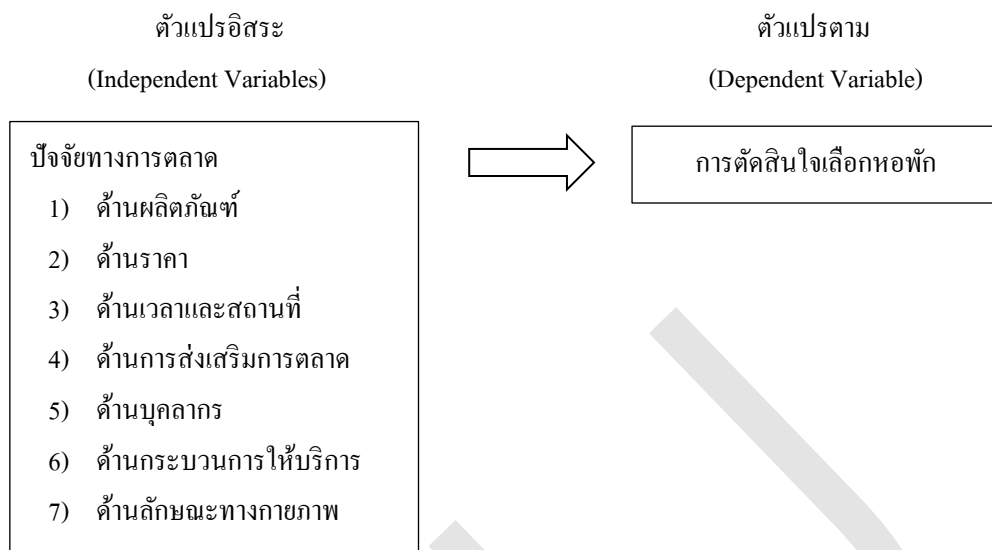 ตัวแปรอิสระ
(Independent Variables)
ปัจจัยทางการตลาด
1) ด้านผลิตภัณฑ์
2) ด้านราคา
3) ด้านเวลาและสถานที่
4) ด้านการส่งเสริมการตลาด
5) ด้านบุคลากร
6) ด้านกระบวนการให้บริการ
7) ด้านลักษณะทางกายภาพ
ตัวแปรตาม
(Dependent Variable)
การตัดสินใจเลือกหอพัก